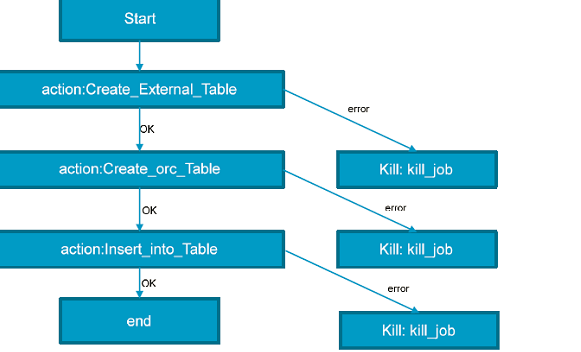 Start
action:Create_External_Table
error
OK
action:Create_orc_Table
Kill: kill_job
error
OK
action:Insert_into_Table
Kill: kill_job
error
OK
end
Kill: kill_job